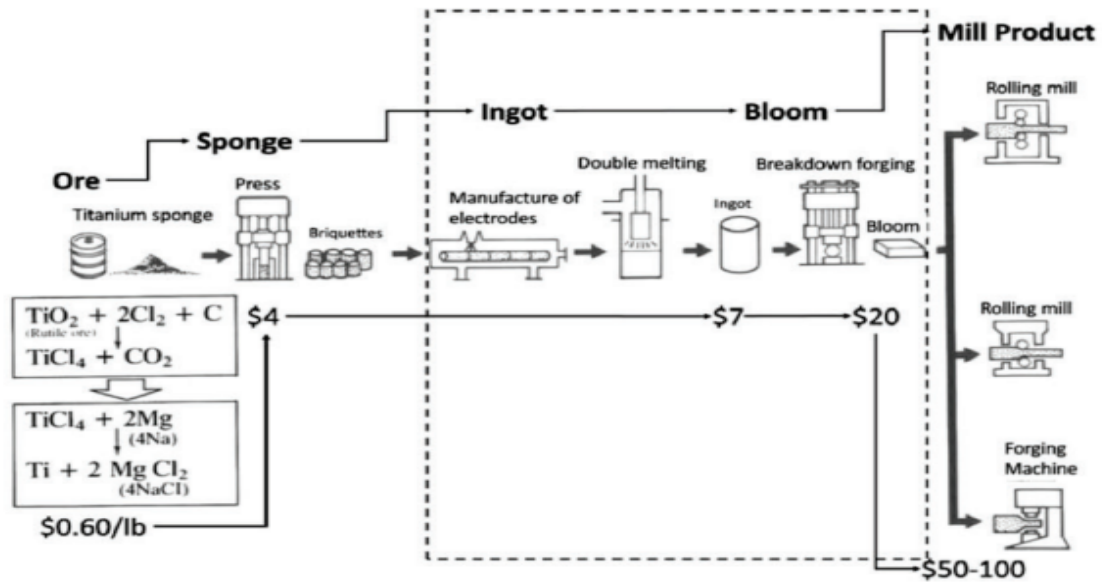 Mill Product
Rolling mill
Ingot
Bloom
Sponge
Double melting
Breakdown forging
Ore
Press
Manufacture of
electrodes
Ingot
Titanium sponge
Briquettes
Bloom
TiO₂ + 2Cl₂ + C
(Rutile ore)
TiCl₄ + CO₂
$4
$7
$20
Rolling mill
TiCl₄ + 2Mg
(4Na)
Ti + 2 Mg Cl₂
(4NaCl)
Forging
Machine
$0.60/lb
$50-100